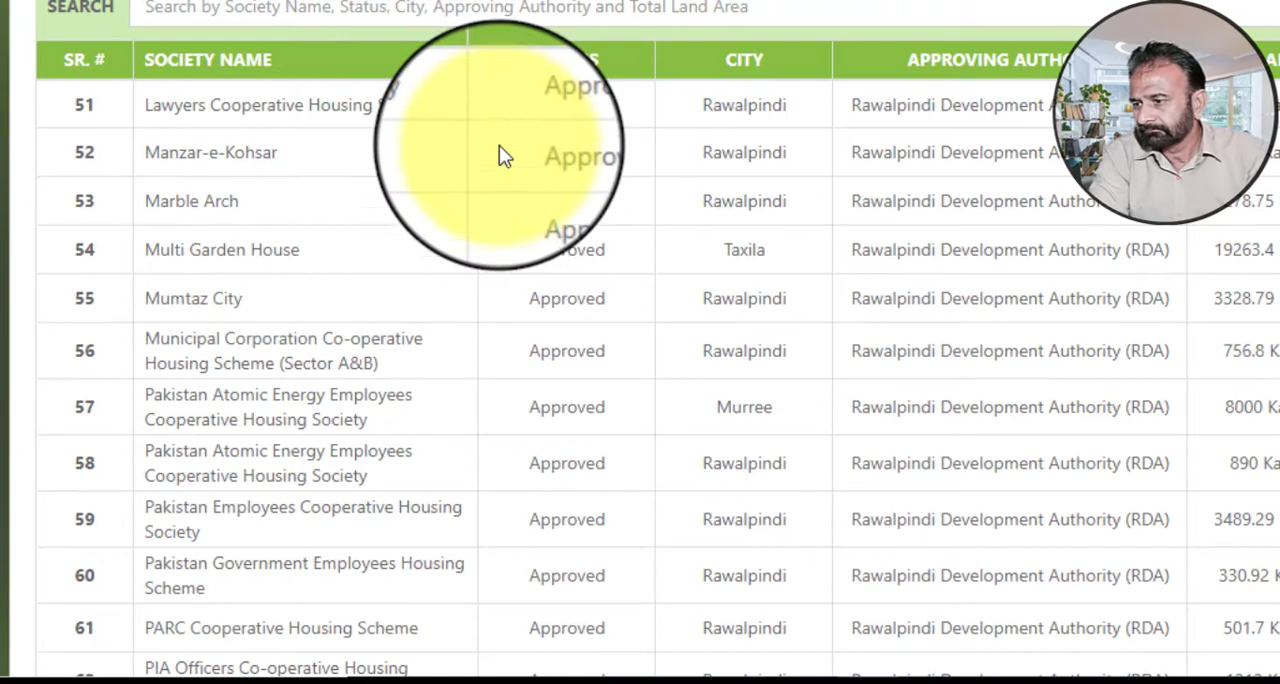 SEARCH Search by Society Name, Status, City, Approving Authority and Total Land Area
SR. # SOCIETY NAME CITY APPROVING
51 Lawyers Cooperative Housing Rawalpindi Rawalpindi Development
52 Manzar-e-Kohsar Rawalpindi Rawalpindi Development
53 Marble Arch Rawalpindi Rawalpindi Development
54 Multi Garden House Taxila Rawalpindi Development Authority (RDA) 19263.4
55 Mumtaz City Approved Rawalpindi Rawalpindi Development Authority (RDA) 3328.79
56 Municipal Corporation Co-operative
Housing Scheme (Sector A&B) Approved Rawalpindi Rawalpindi Development Authority (RDA) 756.8
57 Pakistan Atomic Energy Employees
Cooperative Housing Society Approved Murree Rawalpindi Development Authority (RDA) 8000
58 Pakistan Atomic Energy Employees
Cooperative Housing Society Approved Rawalpindi Rawalpindi Development Authority (RDA) 890
59 Pakistan Employees Cooperative Housing
Society Approved Rawalpindi Rawalpindi Development Authority (RDA) 3489.29
60 Pakistan Government Employees Housing
Scheme Approved Rawalpindi Rawalpindi Development Authority (RDA) 330.92
61 PARC Cooperative Housing Scheme Approved Rawalpindi Rawalpindi Development Authority (RDA) 501.7
PIA Officers Co-operative Housing